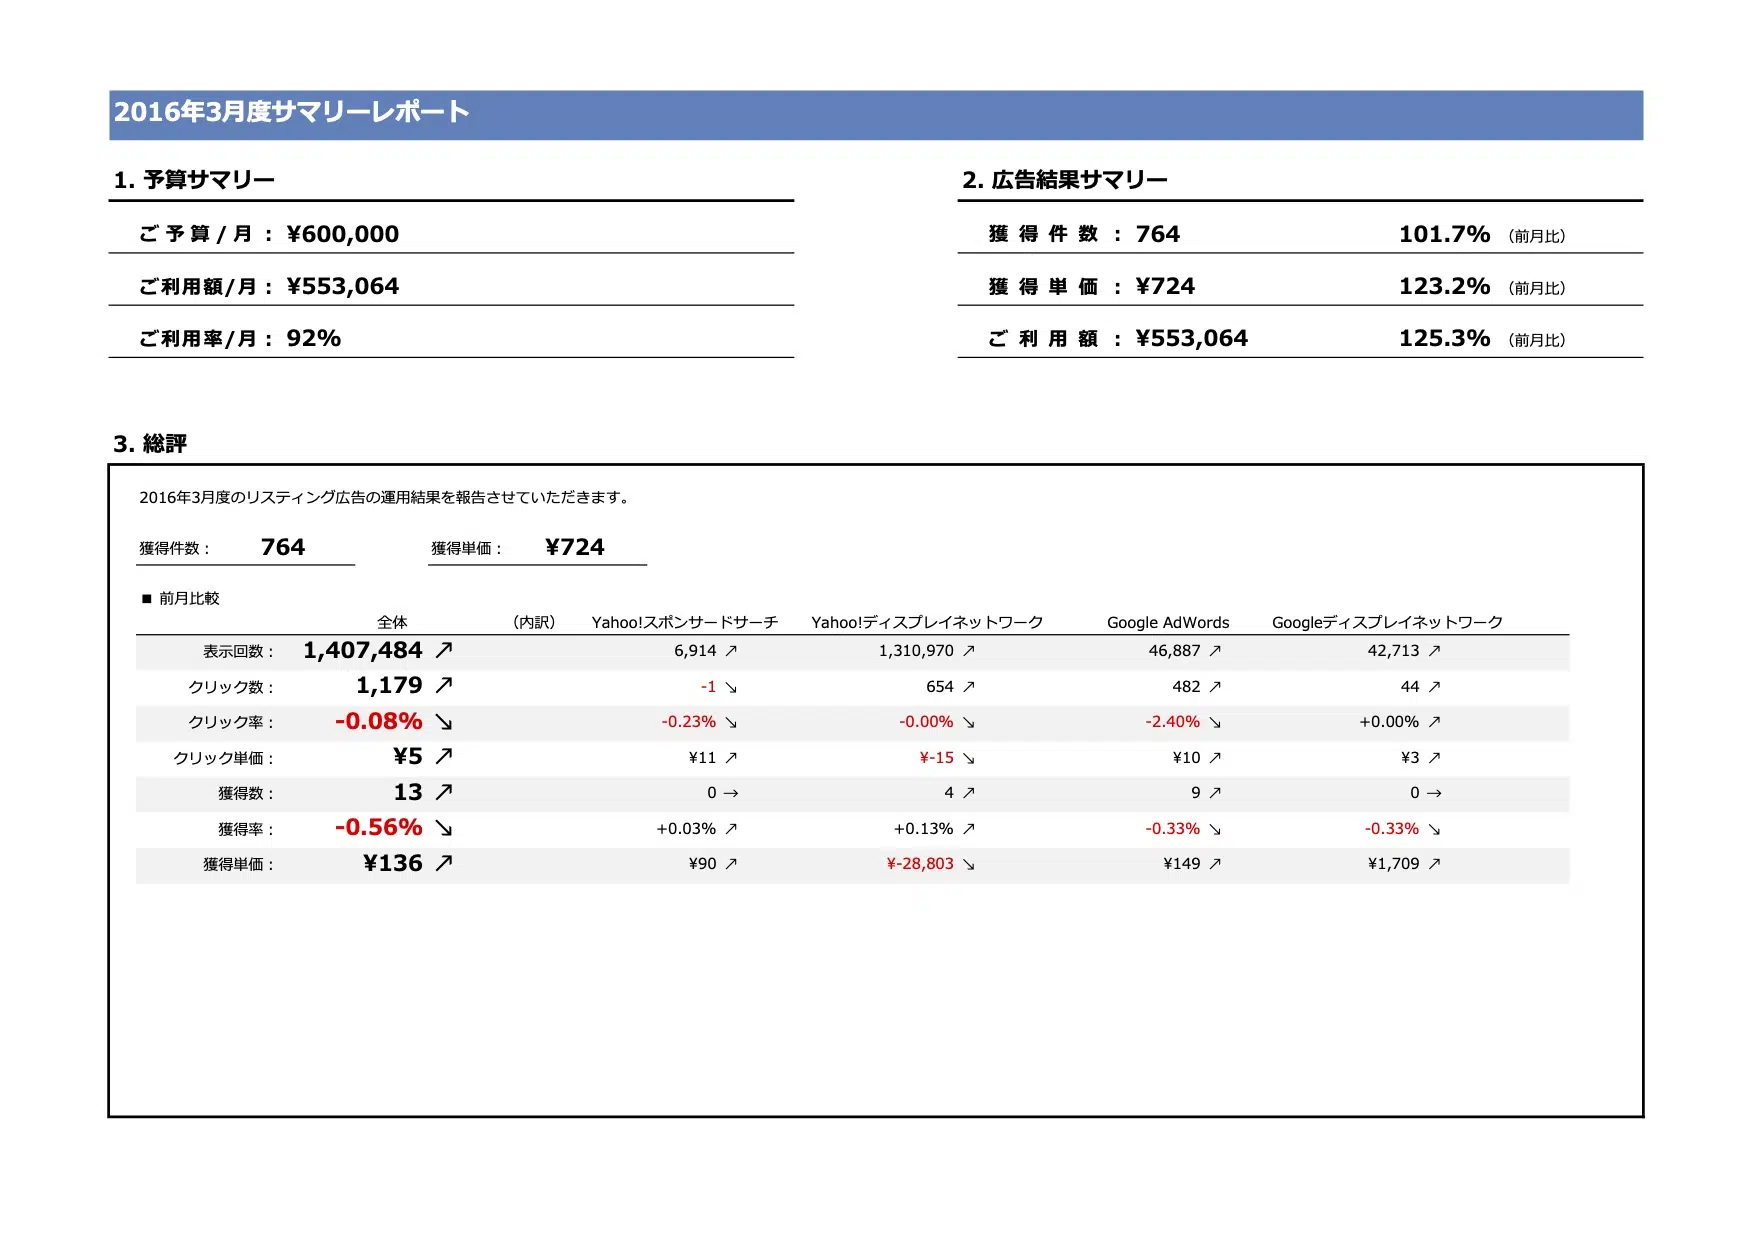 2016年3月度サマリーレポート
1. 予算サマリー
ご予算/月： ¥600,000
ご利用額/月： ¥553,064
ご利用率/月： 92%
2. 広告結果サマリー
獲得件数： 764 101.7% （前月比）
獲得単価： ¥724 123.2% （前月比）
ご利用額： ¥553,064 125.3% （前月比）
3. 総評
2016年3月度のリスティング広告の運用結果を報告させていただきます。
獲得件数： 764 獲得単価： ¥724
■ 前月比較
全体 （内訳） Yahoo!スポンサードサーチ Yahoo!ディスプレイネットワーク Google AdWords Googleディスプレイネットワーク
表示回数： 1,407,484 ↗ 6,914 ↗ 1,310,970 ↗ 46,887 ↗ 42,713 ↗
クリック数： 1,179 ↗ -1 ↘ 654 ↗ 482 ↗ 44 ↗
クリック率： -0.08% ↘ -0.23% ↘ -0.00% ↘ -2.40% ↘ +0.00% ↗
クリック単価： ¥5 ↗ ¥11 ↗ ¥-15 ↘ ¥10 ↗ ¥3 ↗
獲得数： 13 ↗ 0 → 4 ↗ 9 ↗ 0 →
獲得率： -0.56% ↘ +0.03% ↗ +0.13% ↗ -0.33% ↘ -0.33% ↘
獲得単価： ¥136 ↗ ¥90 ↗ ¥-28,803 ↘ ¥149 ↗ ¥1,709 ↗